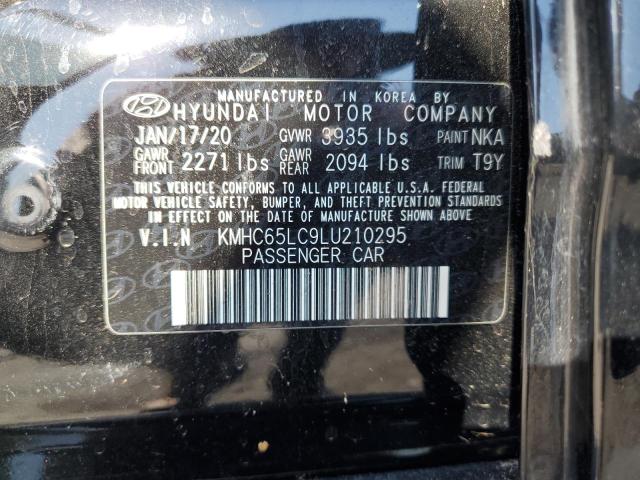 MANUFACTURED IN KOREA BY
HYUNDAI MOTOR COMPANY
JAN/17/20 GVWR 3935 lbs PAINT NKA
GAWR FRONT 2271 lbs GAWR REAR 2094 lbs TRIM T9Y
THIS VEHICLE CONFORMS TO ALL APPLICABLE U.S.A. FEDERAL
MOTOR VEHICLE SAFETY, BUMPER, AND THEFT PREVENTION STANDARDS
IN EFFECT ON THE DATE OF MANUFACTURE SHOWN ABOVE.
V.I.N KMHC65LC9LU210295
PASSENGER CAR